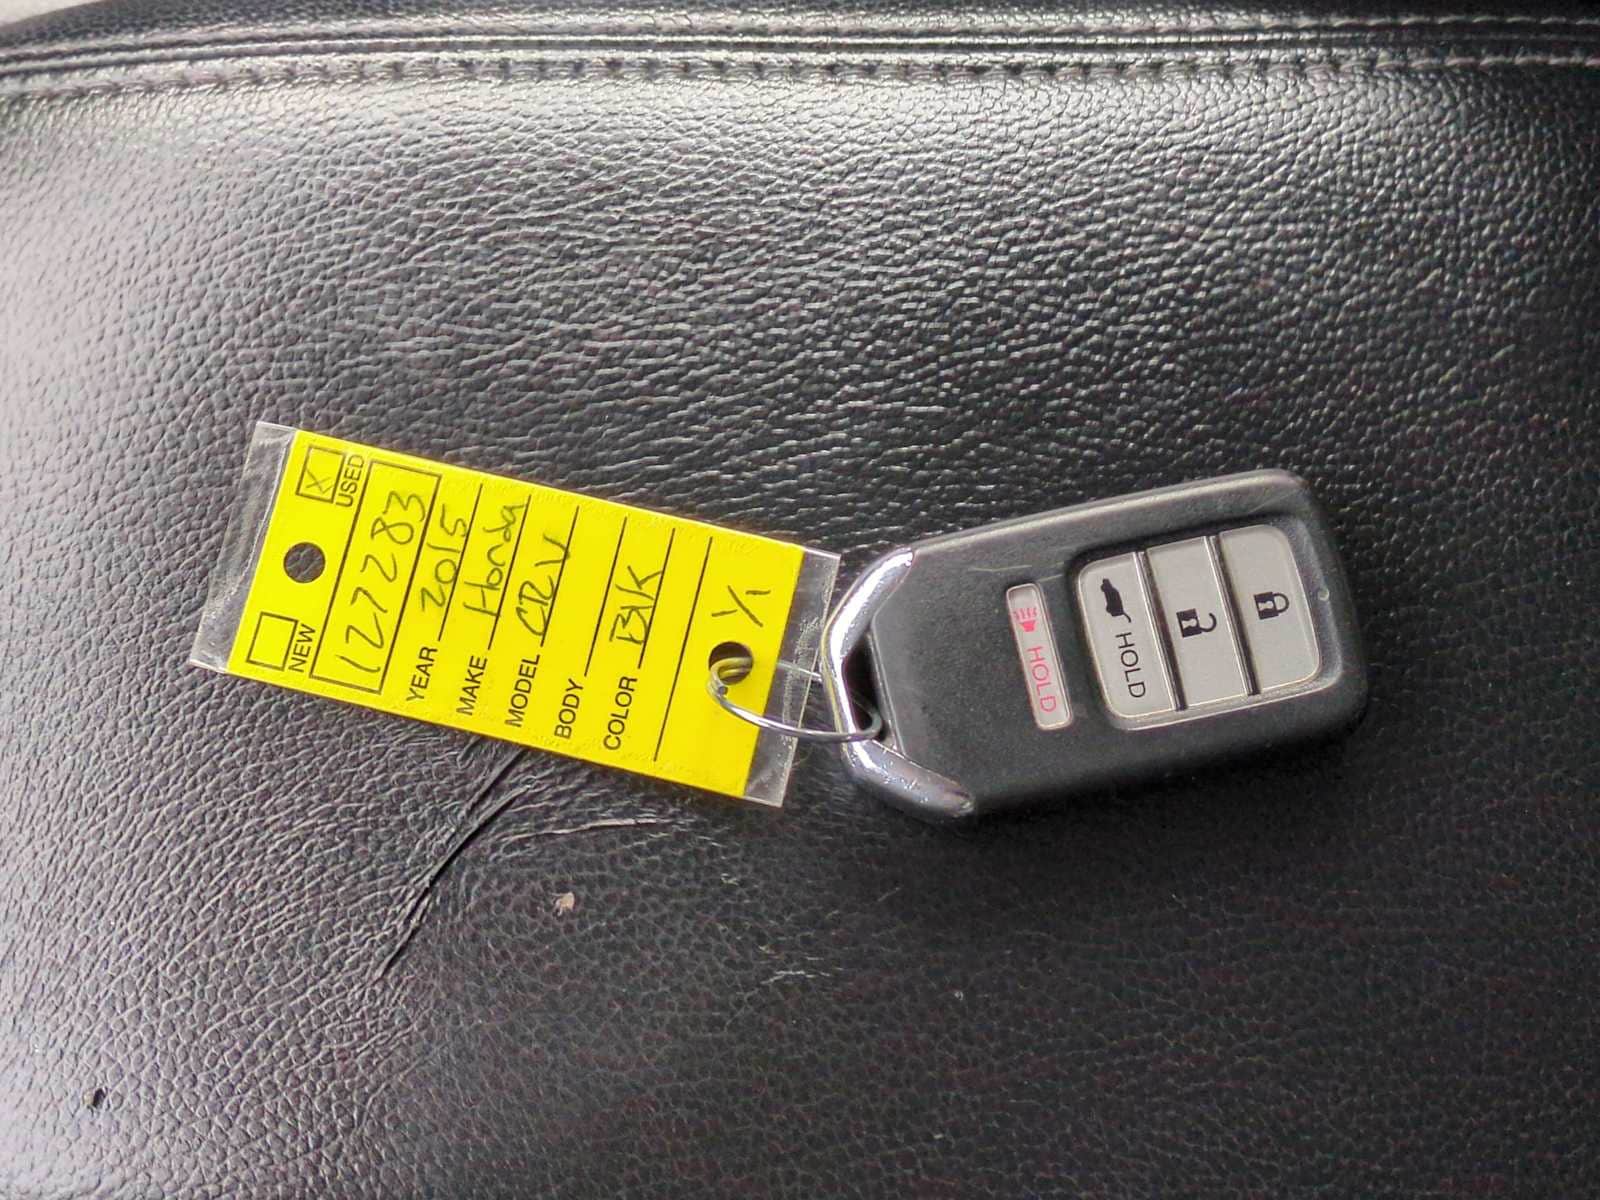 NEW X USED
127283
YEAR 2015
MAKE Honda
MODEL CRV
BODY
COLOR Blk
1/1
HOLD
HOLD